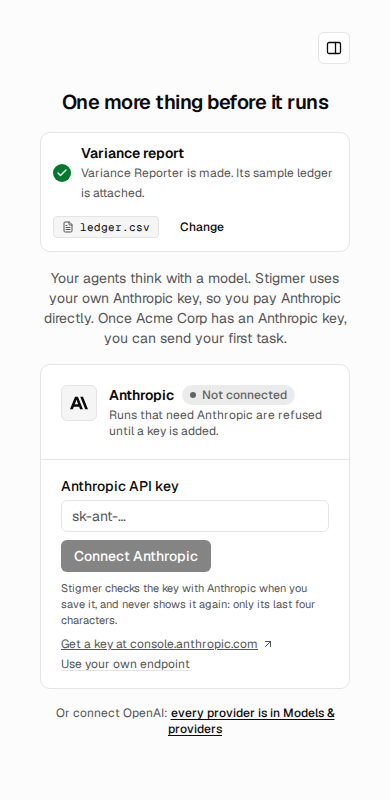 One more thing before it runs
Variance report
Variance Reporter is made. Its sample ledger
is attached.
ledger.csv
Change
Your agents think with a model. Stigmer uses
your own Anthropic key, so you pay Anthropic
directly. Once Acme Corp has an Anthropic key,
you can send your first task.
Anthropic
Not connected
Runs that need Anthropic are refused
until a key is added.
Anthropic API key
sk-ant-...
Connect Anthropic
Stigmer checks the key with Anthropic when you
save it, and never shows it again: only its last four
characters.
Get a key at console.anthropic.com
Use your own endpoint
Or connect OpenAI: every provider is in Models &
providers